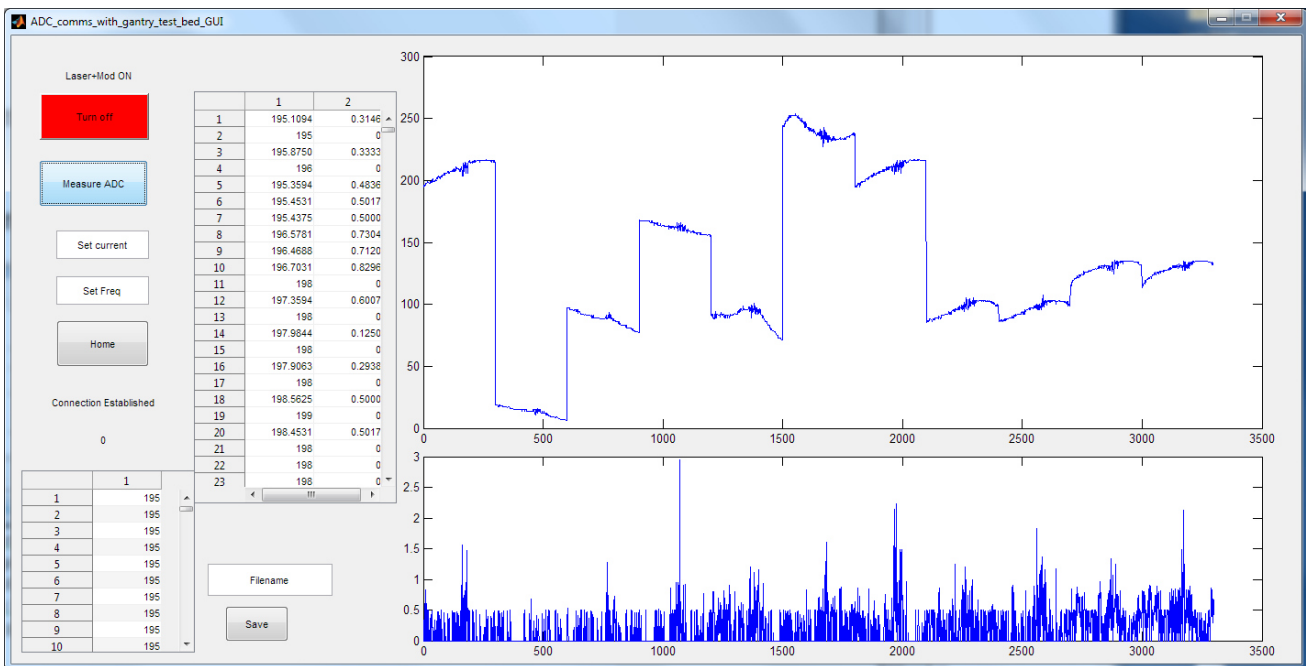 ADC_comms_with_gantry_test_bed_GUI
Laser+Mod ON
Turn off
Measure ADC
Set current
Set Freq
Home
Connection Established
0
1
1 195
2 195
3 195
4 195
5 195
6 195
7 195
8 195
9 195
10 195
1 2
1 195.1094 0.3146
2 195 0
3 195.8750 0.3333
4 196 0
5 195.3594 0.4836
6 195.4531 0.5017
7 195.4375 0.5000
8 196.5781 0.7304
9 196.4688 0.7120
10 196.7031 0.8296
11 198 0
12 197.3594 0.6007
13 198 0
14 197.9844 0.1250
15 198 0
16 197.9063 0.2938
17 198 0
18 198.5625 0.5000
19 199 0
20 198.4531 0.5017
21 198 0
22 198 0
23 198 0
Filename
Save
300
250
200
150
100
50
0
0 500 1000 1500 2000 2500 3000 3500
3
2.5
2
1.5
1
0.5
0
0 500 1000 1500 2000 2500 3000 3500